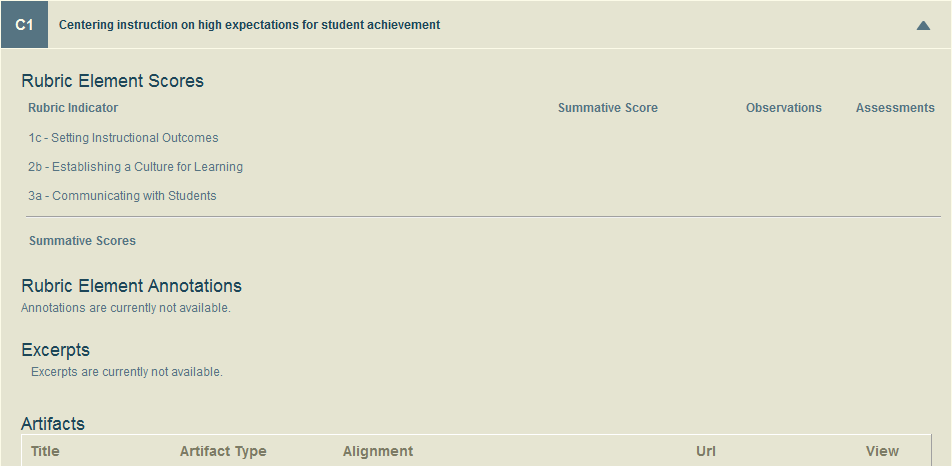 C1 Centering instruction on high expectations for student achievement
Rubric Element Scores
Rubric Indicator Summative Score Observations Assessments
1c - Setting Instructional Outcomes
2b - Establishing a Culture for Learning
3a - Communicating with Students
Summative Scores
Rubric Element Annotations
Annotations are currently not available.
Excerpts
Excerpts are currently not available.
Artifacts
Title Artifact Type Alignment Url View